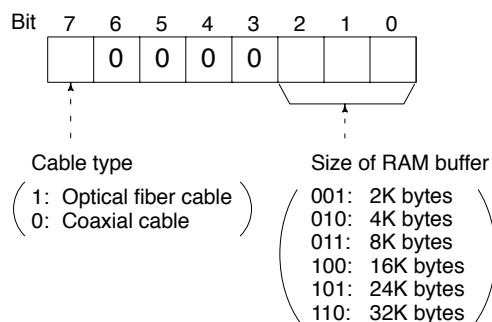 Bit 7 6 5 4 3 2 1 0
0 0 0 0
Cable type
1: Optical fiber cable
0: Coaxial cable
Size of RAM buffer
001: 2K bytes
010: 4K bytes
011: 8K bytes
100: 16K bytes
101: 24K bytes
110: 32K bytes